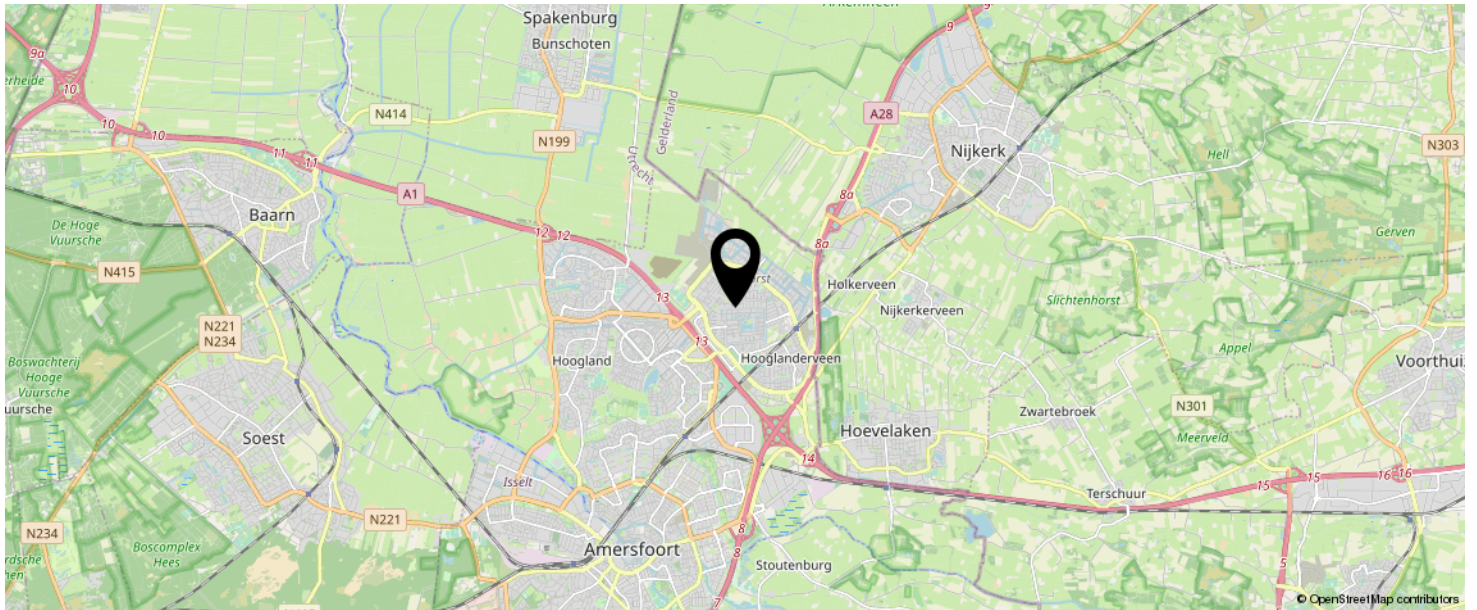 Spakenburg
Bunschoten
9
9a
10
N414
A28
Gelderland
N199
Utrecht
Nijkerk
Hell
N303
10
10
11
11
A1
8a
De Hoge
Vuursche
Baarn
12
12
8a
Gerven
N415
13
Holkerveen
Slichtenhorst
Nijkerkerveen
N221
N234
13
Hoogland
Hooglanderveen
Appel
Boswachterij
Hooge
Vuursche
Zwartebroek
N301
Soest
Hoevelaken
Meerveld
14
15
15
16
16
Isselt
Terschuur
N221
N234
8
8
Boscomplex
Hees
Amersfoort
Stoutenburg
5
7
© OpenStreetMap contributors